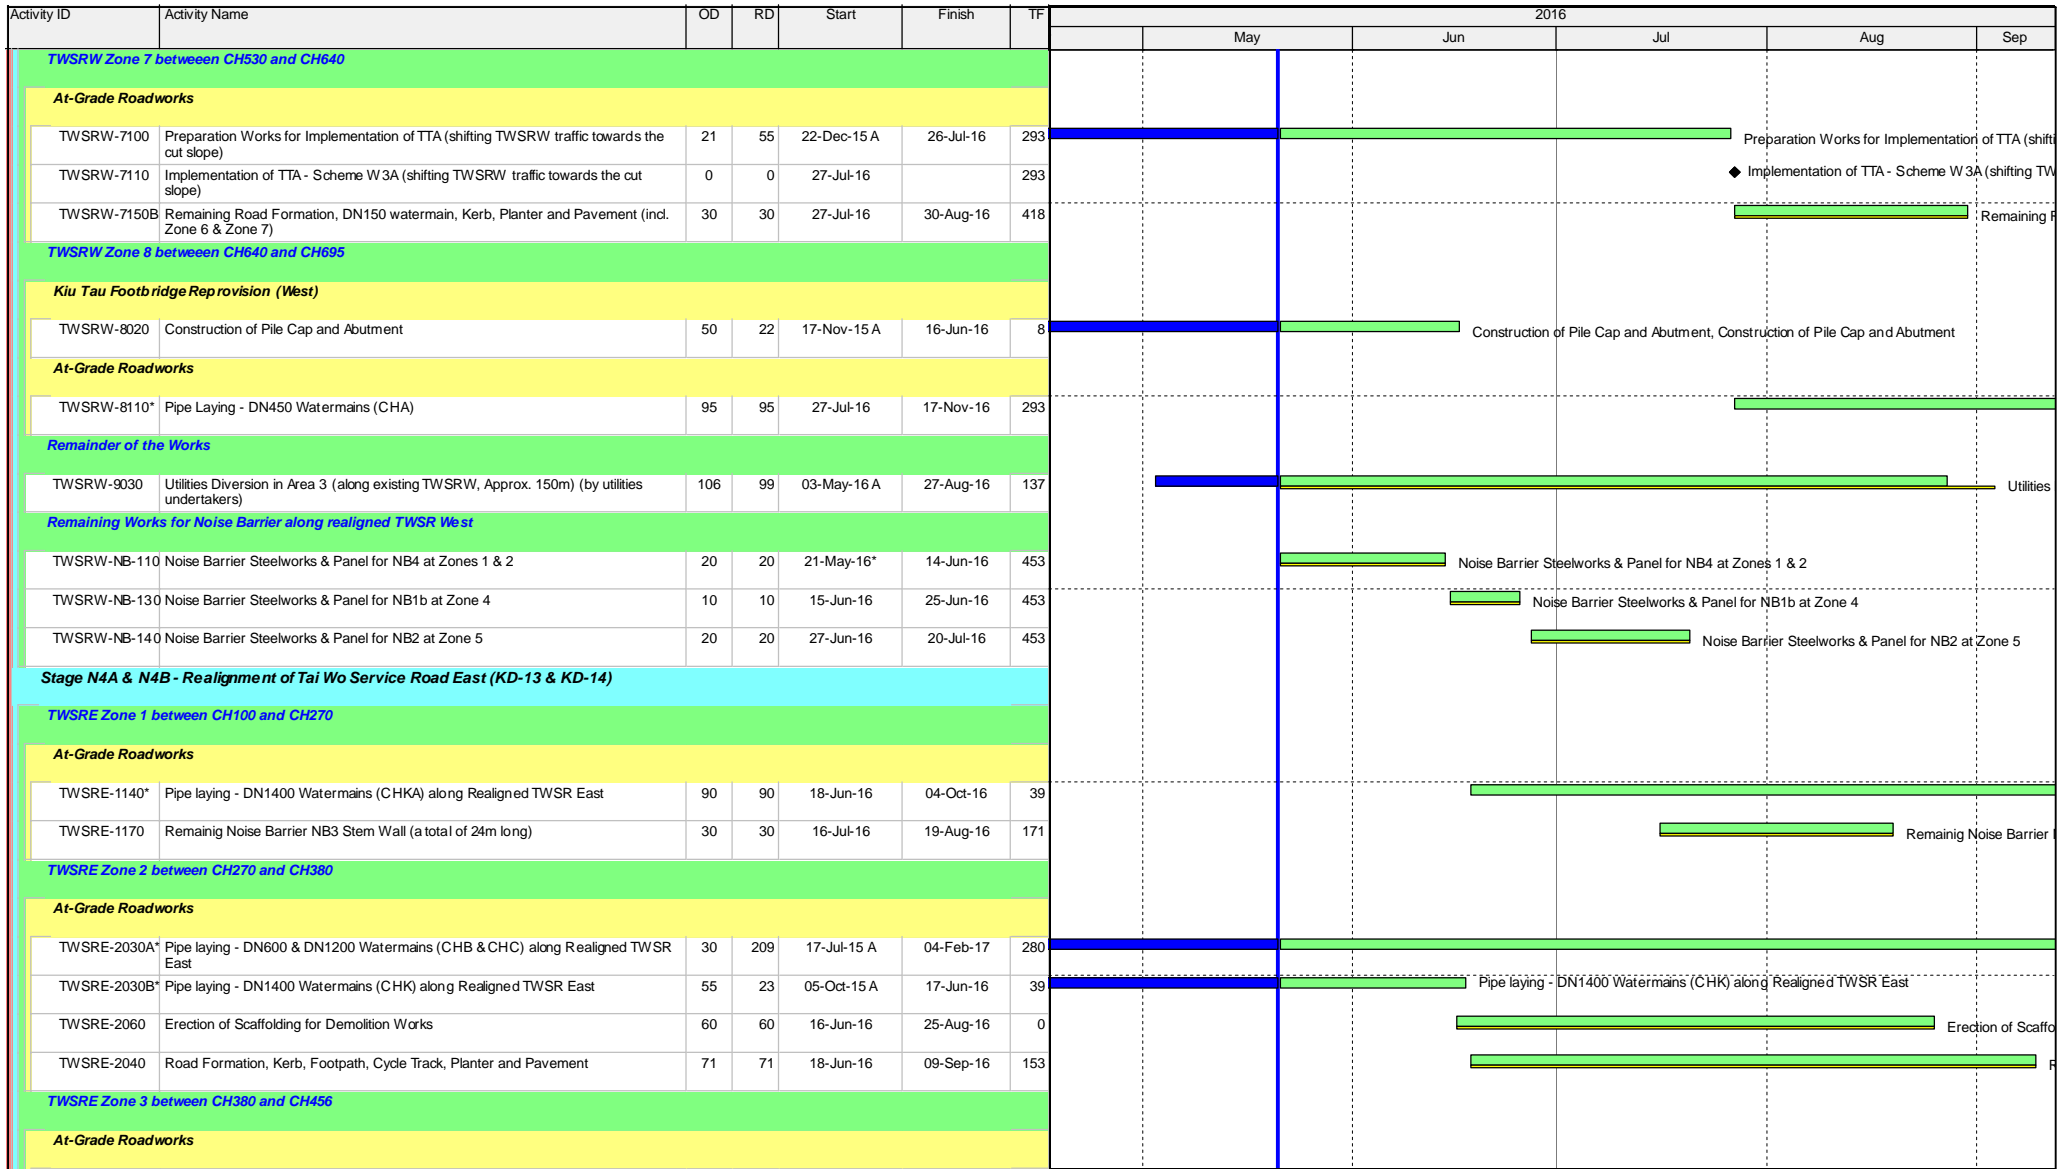 Activity ID Activity Name OD RD Start Finish TF 2016
May Jun Jul Aug Sep
TWSRW Zone 7 betweeen CH530 and CH640
At-Grade Roadworks
TWSRW-7100 Preparation Works for Implementation of TTA (shifting TWSRW traffic towards the 21 55 22-Dec-15 A 26-Jul-16 293 Preparation Works for Implementation of TTA (shifti
cut slope)
TWSRW-7110 Implementation of TTA - Scheme W3A (shifting TWSRW traffic towards the cut 0 0 27-Jul-16 293 Implementation of TTA - Scheme W3A (shifting TW
slope)
TWSRW-7150B Remaining Road Formation, DN150 watermain, Kerb, Planter and Pavement (incl. 30 30 27-Jul-16 30-Aug-16 418 Remaining R
Zone 6 & Zone 7)
TWSRW Zone 8 betweeen CH640 and CH695
Kiu Tau Footbridge Reprovision (West)
TWSRW-8020 Construction of Pile Cap and Abutment 50 22 17-Nov-15 A 16-Jun-16 8 Construction of Pile Cap and Abutment, Construction of Pile Cap and Abutment
At-Grade Roadworks
TWSRW-8110* Pipe Laying - DN450 Watermains (CHA) 95 95 27-Jul-16 17-Nov-16 293
Remainder of the Works
TWSRW-9030 Utilities Diversion in Area 3 (along existing TWSRW, Approx. 150m) (by utilities 106 99 03-May-16 A 27-Aug-16 137 Utilities
undertakers)
Remaining Works for Noise Barrier along realigned TWSR West
TWSRW-NB-110 Noise Barrier Steelworks & Panel for NB4 at Zones 1 & 2 20 20 21-May-16* 14-Jun-16 453 Noise Barrier Steelworks & Panel for NB4 at Zones 1 & 2
TWSRW-NB-130 Noise Barrier Steelworks & Panel for NB1b at Zone 4 10 10 15-Jun-16 25-Jun-16 453 Noise Barrier Steelworks & Panel for NB1b at Zone 4
TWSRW-NB-140 Noise Barrier Steelworks & Panel for NB2 at Zone 5 20 20 27-Jun-16 20-Jul-16 453 Noise Barrier Steelworks & Panel for NB2 at Zone 5
Stage N4A & N4B - Realignment of Tai Wo Service Road East (KD-13 & KD-14)
TWSRE Zone 1 between CH100 and CH270
At-Grade Roadworks
TWSRE-1140* Pipe laying - DN1400 Watermains (CHKA) along Realigned TWSR East 90 90 18-Jun-16 04-Oct-16 39
TWSRE-1170 Remainig Noise Barrier NB3 Stem Wall (a total of 24m long) 30 30 16-Jul-16 19-Aug-16 171 Remainig Noise Barrier
TWSRE Zone 2 between CH270 and CH380
At-Grade Roadworks
TWSRE-2030A* Pipe laying - DN600 & DN1200 Watermains (CHB & CHC) along Realigned TWSR 30 209 17-Jul-15 A 04-Feb-17 280
East
TWSRE-2030B* Pipe laying - DN1400 Watermains (CHK) along Realigned TWSR East 55 23 05-Oct-15 A 17-Jun-16 39 Pipe laying - DN1400 Watermains (CHK) along Realigned TWSR East
TWSRE-2060 Erection of Scaffolding for Demolition Works 60 60 16-Jun-16 25-Aug-16 0 Erection of Scaffo
TWSRE-2040 Road Formation, Kerb, Footpath, Cycle Track, Planter and Pavement 71 71 18-Jun-16 09-Sep-16 153 R
TWSRE Zone 3 between CH380 and CH456
At-Grade Roadworks